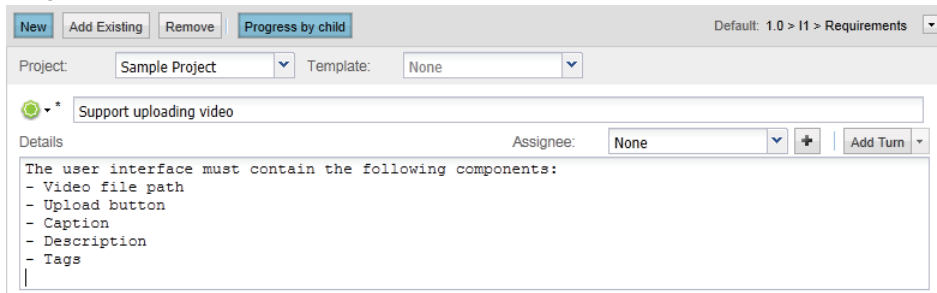 New Add Existing Remove Progress by child Default: 1.0 > I1 > Requirements
Project: Sample Project Template: None
* Support uploading video
Details Assignee: None + Add Turn
The user interface must contain the following components:
- Video file path
- Upload button
- Caption
- Description
- Tags